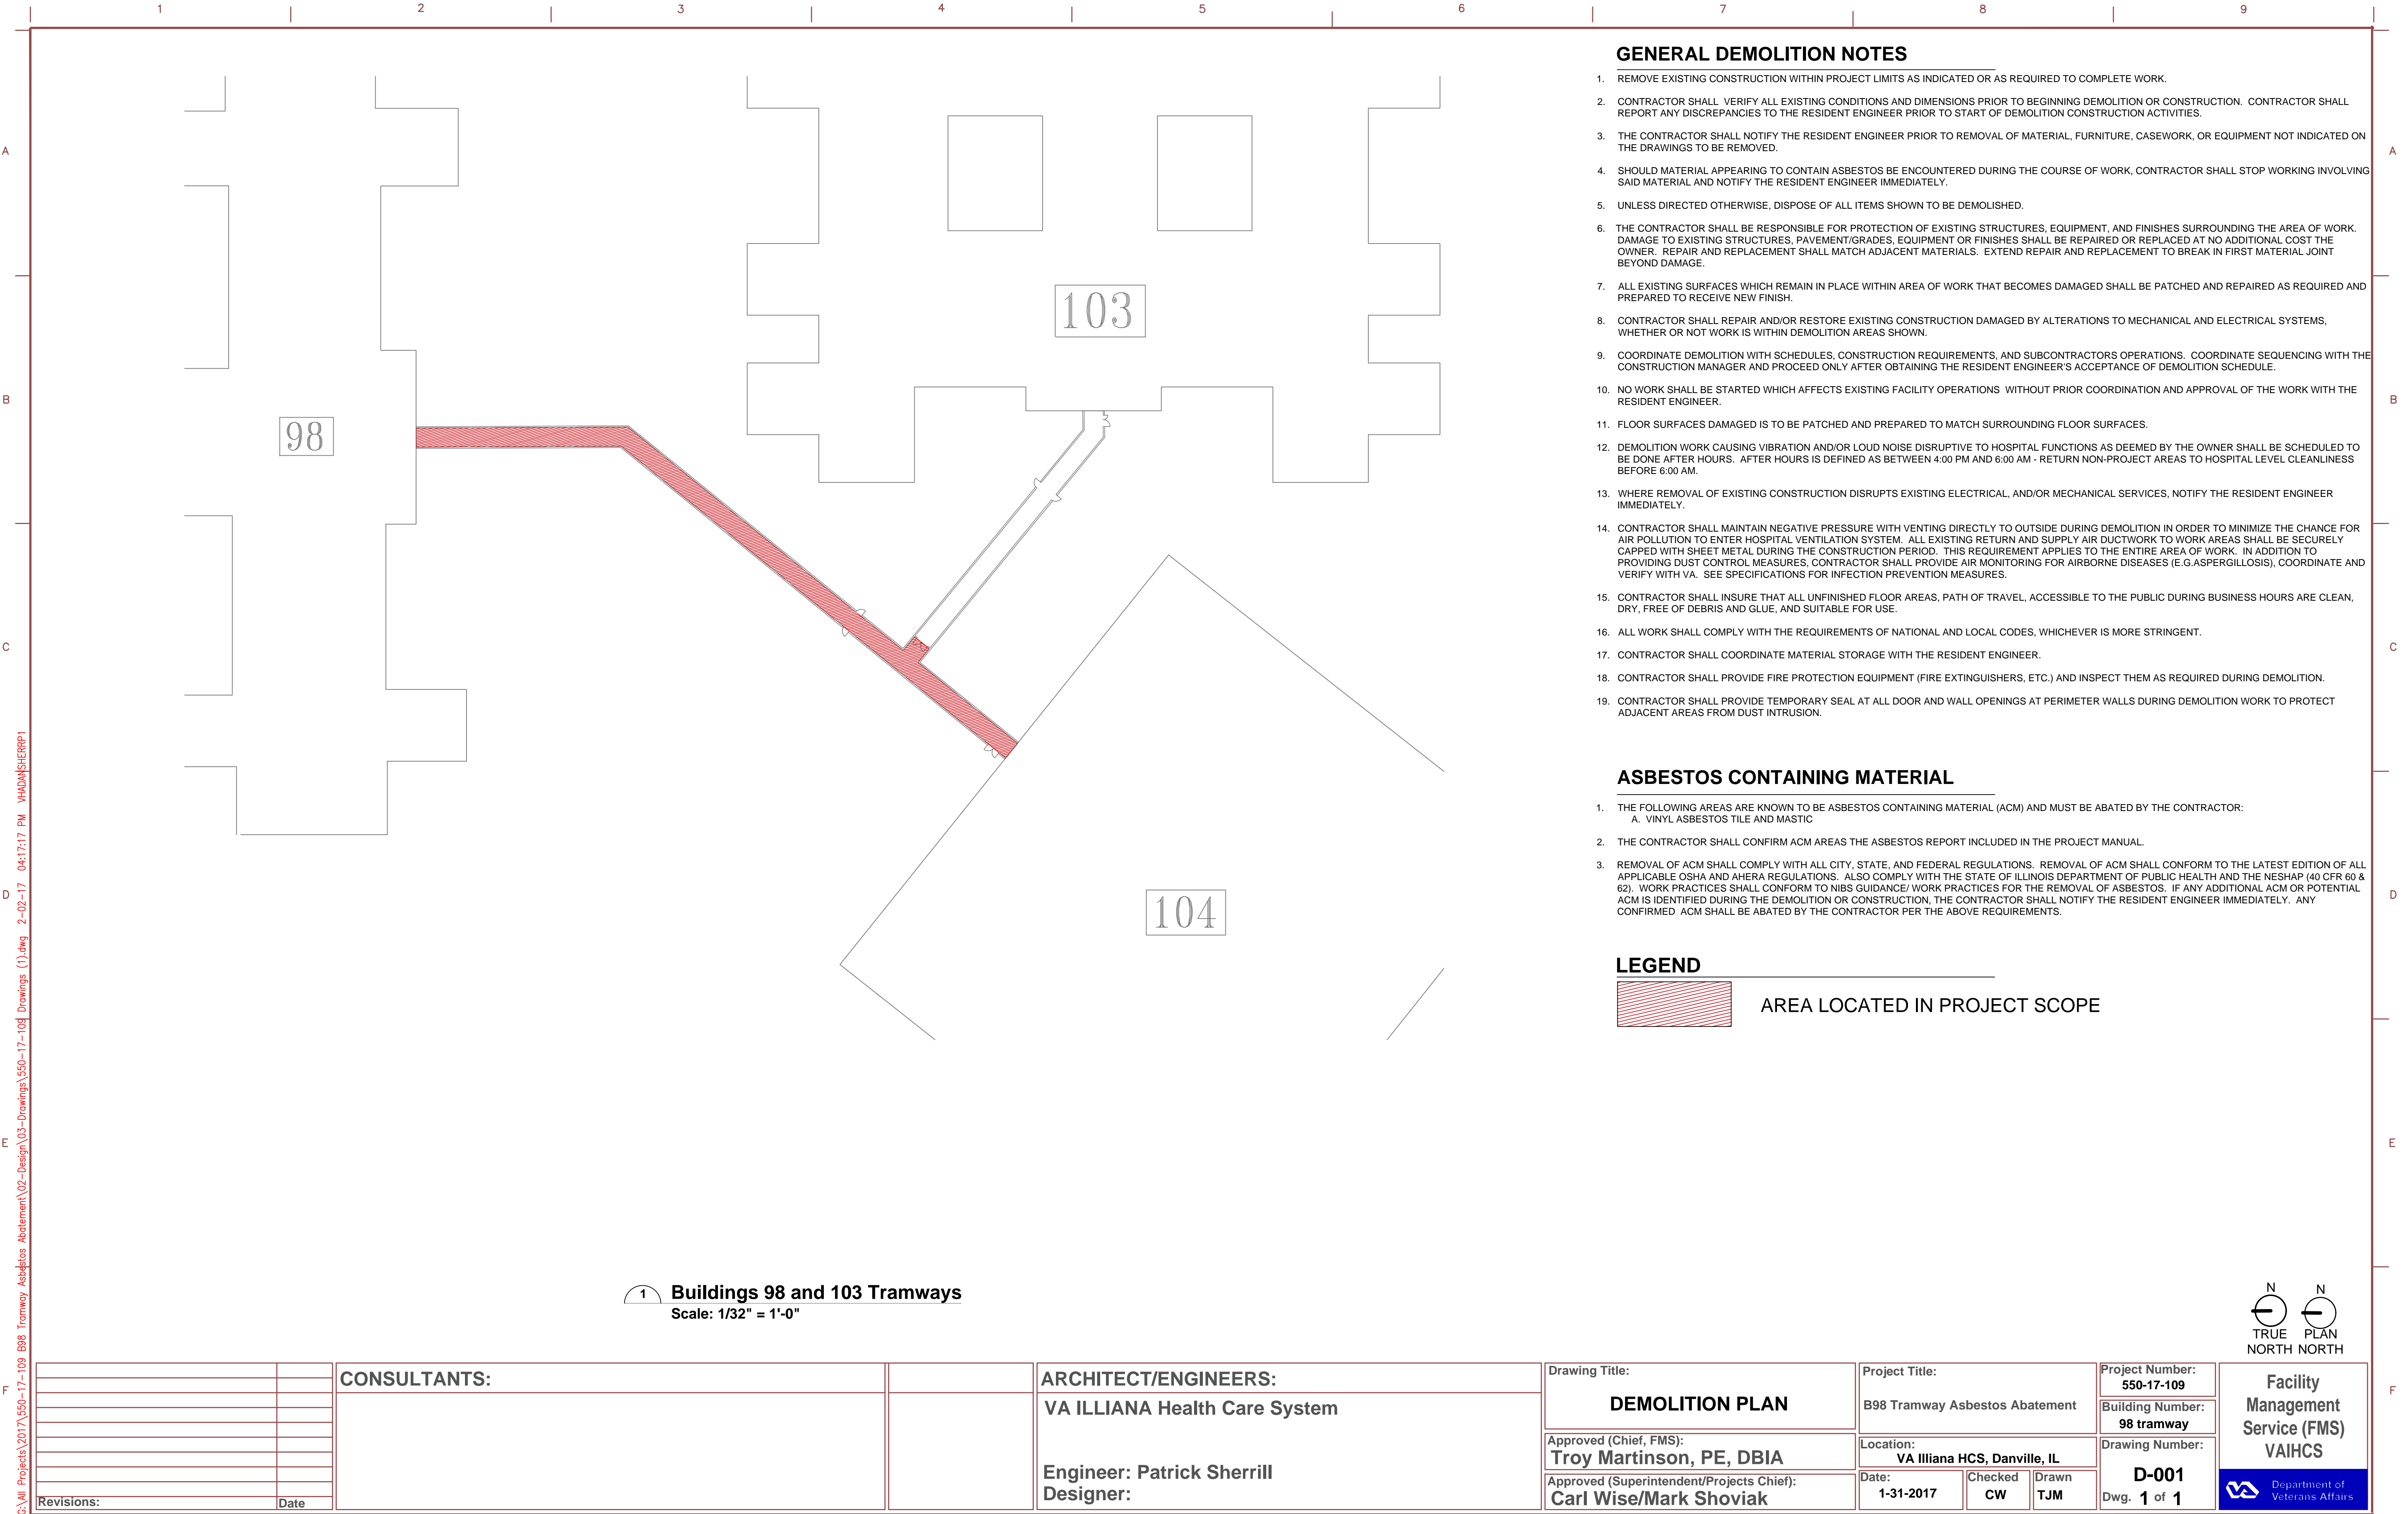 1 2 3 4 5 6 7 8 9
A A
B B
C C
D D
E E
F F
103
98
104
GENERAL DEMOLITION NOTES
1. REMOVE EXISTING CONSTRUCTION WITHIN PROJECT LIMITS AS INDICATED OR AS REQUIRED TO COMPLETE WORK.
2. CONTRACTOR SHALL VERIFY ALL EXISTING CONDITIONS AND DIMENSIONS PRIOR TO BEGINNING DEMOLITION OR CONSTRUCTION. CONTRACTOR SHALL
REPORT ANY DISCREPANCIES TO THE RESIDENT ENGINEER PRIOR TO START OF DEMOLITION CONSTRUCTION ACTIVITIES.
3. THE CONTRACTOR SHALL NOTIFY THE RESIDENT ENGINEER PRIOR TO REMOVAL OF MATERIAL, FURNITURE, CASEWORK, OR EQUIPMENT NOT INDICATED ON
THE DRAWINGS TO BE REMOVED.
4. SHOULD MATERIAL APPEARING TO CONTAIN ASBESTOS BE ENCOUNTERED DURING THE COURSE OF WORK, CONTRACTOR SHALL STOP WORKING INVOLVING
SAID MATERIAL AND NOTIFY THE RESIDENT ENGINEER IMMEDIATELY.
5. UNLESS DIRECTED OTHERWISE, DISPOSE OF ALL ITEMS SHOWN TO BE DEMOLISHED.
6. THE CONTRACTOR SHALL BE RESPONSIBLE FOR PROTECTION OF EXISTING STRUCTURES, EQUIPMENT, AND FINISHES SURROUNDING THE AREA OF WORK.
DAMAGE TO EXISTING STRUCTURES, PAVEMENT/GRADES, EQUIPMENT OR FINISHES SHALL BE REPAIRED OR REPLACED AT NO ADDITIONAL COST THE
OWNER. REPAIR AND REPLACEMENT SHALL MATCH ADJACENT MATERIALS. EXTEND REPAIR AND REPLACEMENT TO BREAK IN FIRST MATERIAL JOINT
BEYOND DAMAGE.
7. ALL EXISTING SURFACES WHICH REMAIN IN PLACE WITHIN AREA OF WORK THAT BECOMES DAMAGED SHALL BE PATCHED AND REPAIRED AS REQUIRED AND
PREPARED TO RECEIVE NEW FINISH.
8. CONTRACTOR SHALL REPAIR AND/OR RESTORE EXISTING CONSTRUCTION DAMAGED BY ALTERATIONS TO MECHANICAL AND ELECTRICAL SYSTEMS,
WHETHER OR NOT WORK IS WITHIN DEMOLITION AREAS SHOWN.
9. COORDINATE DEMOLITION WITH SCHEDULES, CONSTRUCTION REQUIREMENTS, AND SUBCONTRACTORS OPERATIONS. COORDINATE SEQUENCING WITH THE
CONSTRUCTION MANAGER AND PROCEED ONLY AFTER OBTAINING THE RESIDENT ENGINEER'S ACCEPTANCE OF DEMOLITION SCHEDULE.
10. NO WORK SHALL BE STARTED WHICH AFFECTS EXISTING FACILITY OPERATIONS WITHOUT PRIOR COORDINATION AND APPROVAL OF THE WORK WITH THE
RESIDENT ENGINEER.
11. FLOOR SURFACES DAMAGED IS TO BE PATCHED AND PREPARED TO MATCH SURROUNDING FLOOR SURFACES.
12. DEMOLITION WORK CAUSING VIBRATION AND/OR LOUD NOISE DISRUPTIVE TO HOSPITAL FUNCTIONS AS DEEMED BY THE OWNER SHALL BE SCHEDULED TO
BE DONE AFTER HOURS. AFTER HOURS IS DEFINED AS BETWEEN 4:00 PM AND 6:00 AM - RETURN NON-PROJECT AREAS TO HOSPITAL LEVEL CLEANLINESS
BEFORE 6:00 AM.
13. WHERE REMOVAL OF EXISTING CONSTRUCTION DISRUPTS EXISTING ELECTRICAL, AND/OR MECHANICAL SERVICES, NOTIFY THE RESIDENT ENGINEER
IMMEDIATELY.
14. CONTRACTOR SHALL MAINTAIN NEGATIVE PRESSURE WITH VENTING DIRECTLY TO OUTSIDE DURING DEMOLITION IN ORDER TO MINIMIZE THE CHANCE FOR
AIR POLLUTION TO ENTER HOSPITAL VENTILATION SYSTEM. ALL EXISTING RETURN AND SUPPLY AIR DUCTWORK TO WORK AREAS SHALL BE SECURELY
CAPPED WITH SHEET METAL DURING THE CONSTRUCTION PERIOD. THIS REQUIREMENT APPLIES TO THE ENTIRE AREA OF WORK. IN ADDITION TO
PROVIDING DUST CONTROL MEASURES, CONTRACTOR SHALL PROVIDE AIR MONITORING FOR AIRBORNE DISEASES (E.G.ASPERGILLOSIS), COORDINATE AND
VERIFY WITH VA. SEE SPECIFICATIONS FOR INFECTION PREVENTION MEASURES.
15. CONTRACTOR SHALL INSURE THAT ALL UNFINISHED FLOOR AREAS, PATH OF TRAVEL, ACCESSIBLE TO THE PUBLIC DURING BUSINESS HOURS ARE CLEAN,
DRY, FREE OF DEBRIS AND GLUE, AND SUITABLE FOR USE.
16. ALL WORK SHALL COMPLY WITH THE REQUIREMENTS OF NATIONAL AND LOCAL CODES, WHICHEVER IS MORE STRINGENT.
17. CONTRACTOR SHALL COORDINATE MATERIAL STORAGE WITH THE RESIDENT ENGINEER.
18. CONTRACTOR SHALL PROVIDE FIRE PROTECTION EQUIPMENT (FIRE EXTINGUISHERS, ETC.) AND INSPECT THEM AS REQUIRED DURING DEMOLITION.
19. CONTRACTOR SHALL PROVIDE TEMPORARY SEAL AT ALL DOOR AND WALL OPENINGS AT PERIMETER WALLS DURING DEMOLITION WORK TO PROTECT
ADJACENT AREAS FROM DUST INTRUSION.
ASBESTOS CONTAINING MATERIAL
1. THE FOLLOWING AREAS ARE KNOWN TO BE ASBESTOS CONTAINING MATERIAL (ACM) AND MUST BE ABATED BY THE CONTRACTOR:
A. VINYL ASBESTOS TILE AND MASTIC
2. THE CONTRACTOR SHALL CONFIRM ACM AREAS THE ASBESTOS REPORT INCLUDED IN THE PROJECT MANUAL.
3. REMOVAL OF ACM SHALL COMPLY WITH ALL CITY, STATE, AND FEDERAL REGULATIONS. REMOVAL OF ACM SHALL CONFORM TO THE LATEST EDITION OF ALL
APPLICABLE OSHA AND AHERA REGULATIONS. ALSO COMPLY WITH THE STATE OF ILLINOIS DEPARTMENT OF PUBLIC HEALTH AND THE NESHAP (40 CFR 60 &
62). WORK PRACTICES SHALL CONFORM TO NIBS GUIDANCE/ WORK PRACTICES FOR THE REMOVAL OF ASBESTOS. IF ANY ADDITIONAL ACM OR POTENTIAL
ACM IS IDENTIFIED DURING THE DEMOLITION OR CONSTRUCTION, THE CONTRACTOR SHALL NOTIFY THE RESIDENT ENGINEER IMMEDIATELY. ANY
CONFIRMED ACM SHALL BE ABATED BY THE CONTRACTOR PER THE ABOVE REQUIREMENTS.
LEGEND
AREA LOCATED IN PROJECT SCOPE
1 Buildings 98 and 103 Tramways
Scale: 1/32" = 1'-0"
N N
TRUE PLAN
NORTH NORTH
G:\All Projects\2017\550-17-109 B98 Tramway Asbestos Abatement\02-Design\03-Drawings\550-17-109 Drawings (1).dwg 2-02-17 04:17:17 PM VHADANSHERRP1
Revisions: Date
CONSULTANTS:
ARCHITECT/ENGINEERS:
VA ILLIANA Health Care System
Engineer: Patrick Sherrill
Designer:
Drawing Title:
DEMOLITION PLAN
Approved (Chief, FMS):
Troy Martinson, PE, DBIA
Approved (Superintendent/Projects Chief):
Carl Wise/Mark Shoviak
Project Title:
B98 Tramway Asbestos Abatement
Location:
VA Illiana HCS, Danville, IL
Date:
1-31-2017
Checked
CW
Drawn
TJM
Project Number:
550-17-109
Building Number:
98 tramway
Drawing Number:
D-001
Dwg. 1 of 1
Facility
Management
Service (FMS)
VAIHCS
Department of
Veterans Affairs